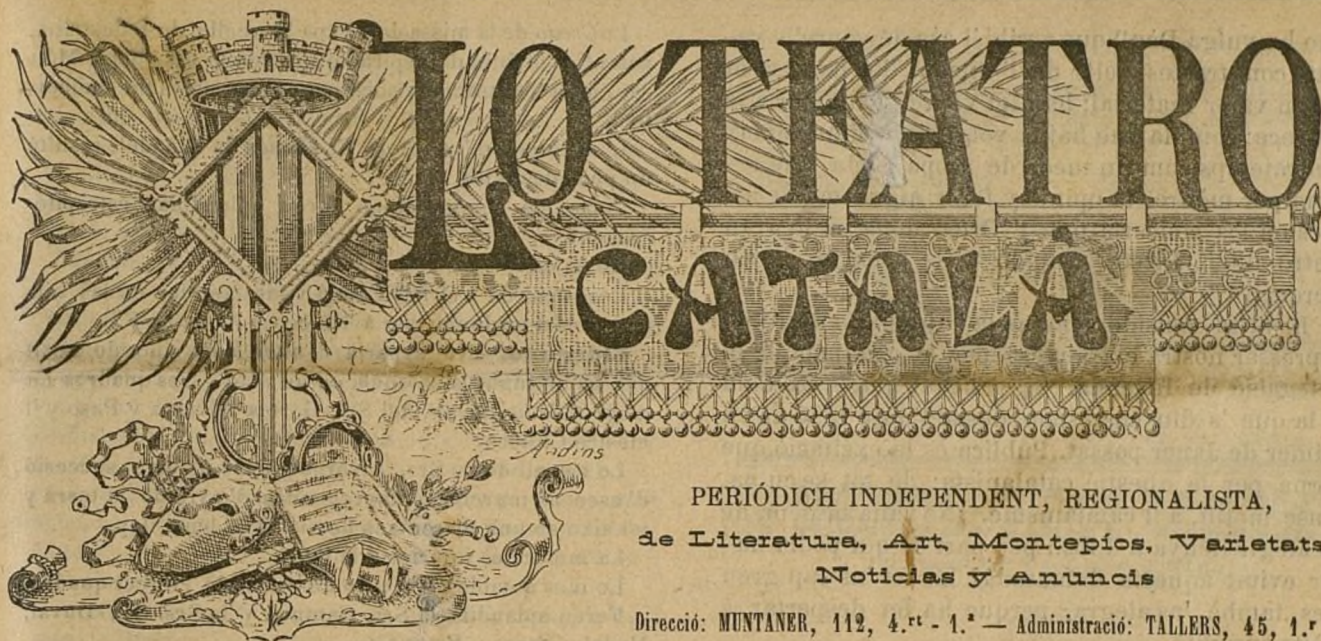 LO TEATRO
CATALÀ
PERIÓDICH INDEPENDENT, REGIONALISTA,
de Literatura, Art, Montepíos, Varietats
Noticias y Anuncis
Direcció: MUNTANER, 112, 4.rt - 1.ª — Administració: TALLERS, 45, 1.r